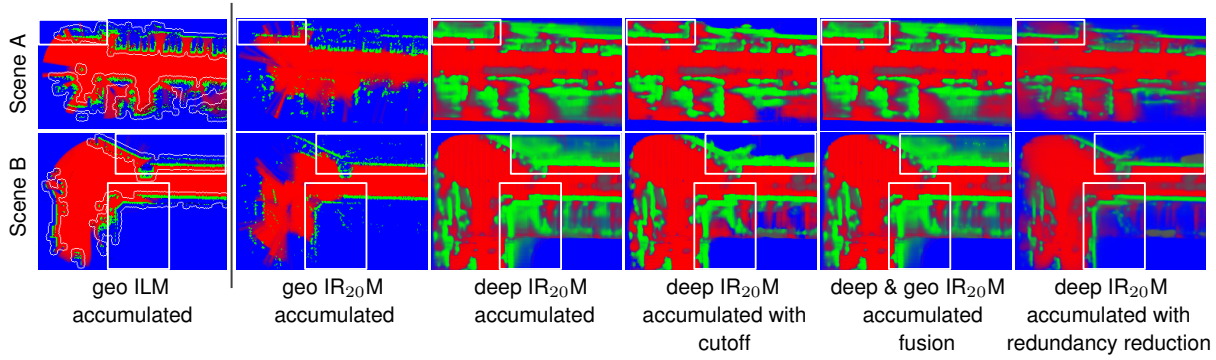 Scene A
Scene B
geo ILM
accumulated
geo IR₂₀M
accumulated
deep IR₂₀M
accumulated
deep IR₂₀M
accumulated with
cutoff
deep & geo IR₂₀M
accumulated
fusion
deep IR₂₀M
accumulated with
redundancy reduction